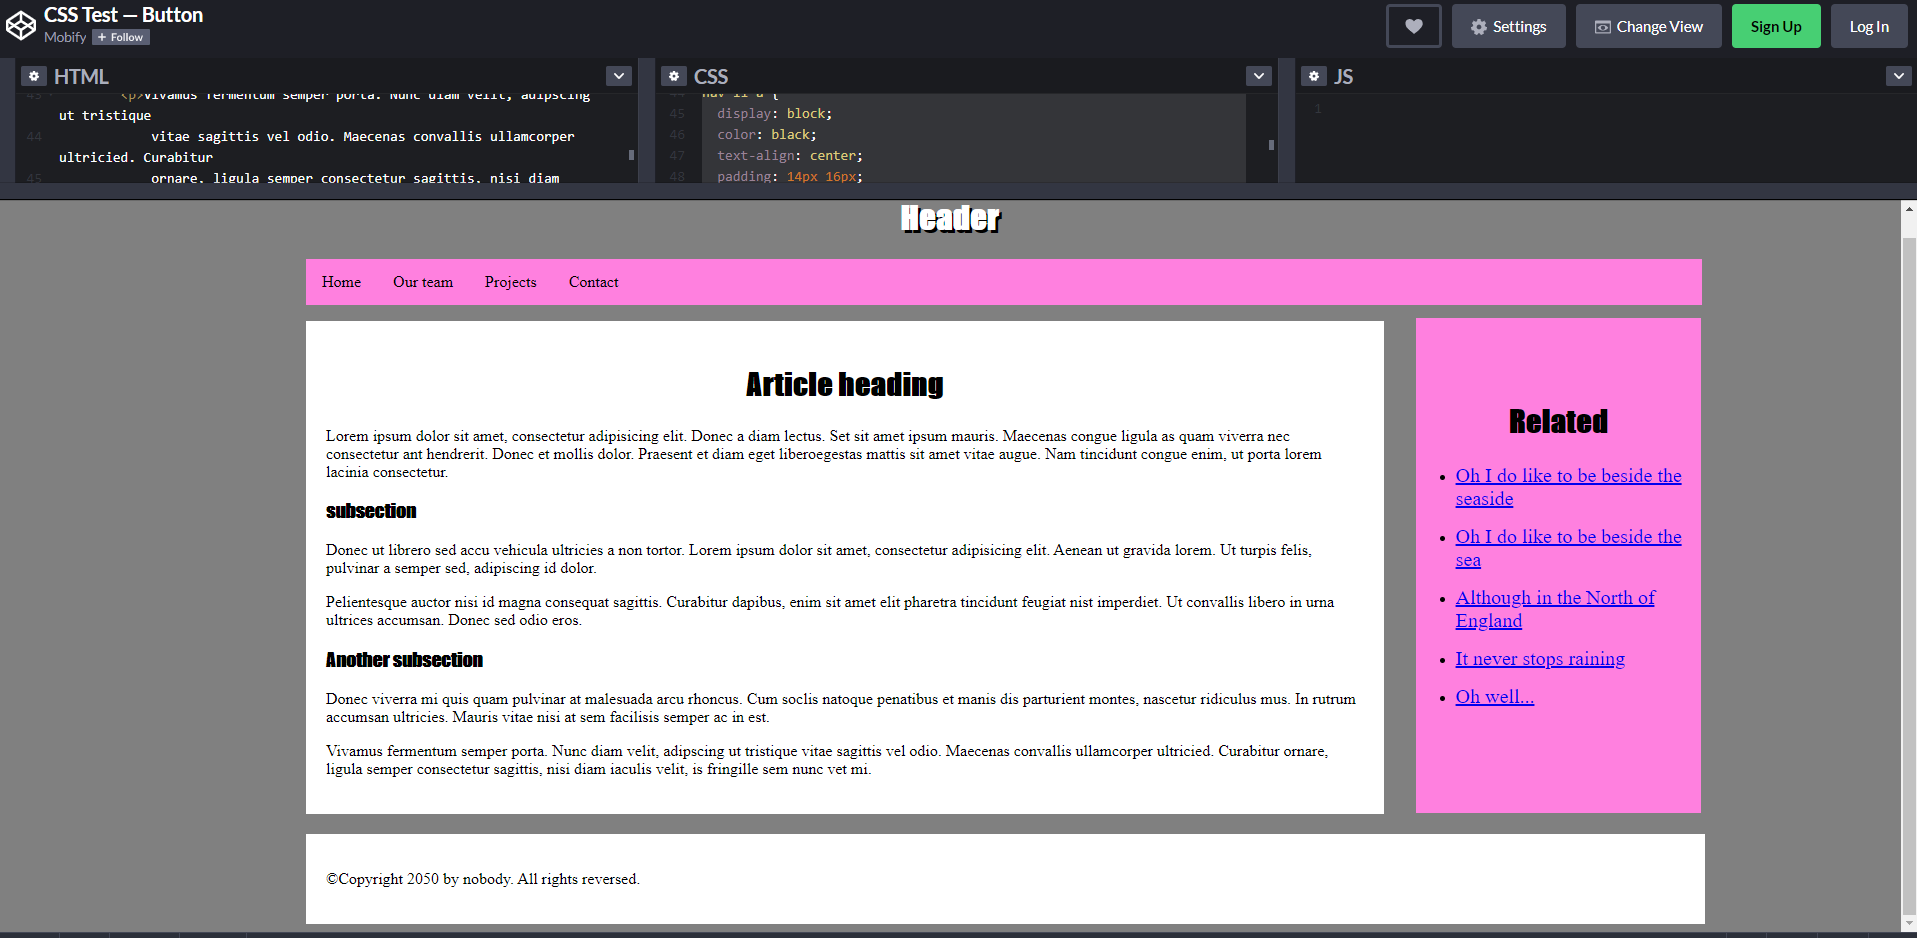 CSS Test — Button
Mobify + Follow
Settings
Change View
Sign Up
Log In
HTML
43 <p>Vivamus fermentum semper porta. Nunc diam velit, adipscing
ut tristique
44 vitae sagittis vel odio. Maecenas convallis ullamcorper
ultricied. Curabitur
45 ornare, ligula semper consectetur sagittis, nisi diam
CSS
44 nav li a {
45 display: block;
46 color: black;
47 text-align: center;
48 padding: 14px 16px;
JS
1
Header
Home Our team Projects Contact
Article heading
Lorem ipsum dolor sit amet, consectetur adipisicing elit. Donec a diam lectus. Set sit amet ipsum mauris. Maecenas congue ligula as quam viverra nec
consectetur ant hendrerit. Donec et mollis dolor. Praesent et diam eget liberoegestas mattis sit amet vitae augue. Nam tincidunt congue enim, ut porta lorem
lacinia consectetur.
subsection
Donec ut librero sed accu vehicula ultricies a non tortor. Lorem ipsum dolor sit amet, consectetur adipisicing elit. Aenean ut gravida lorem. Ut turpis felis,
pulvinar a semper sed, adipiscing id dolor.
Pelientesque auctor nisi id magna consequat sagittis. Curabitur dapibus, enim sit amet elit pharetra tincidunt feugiat nist imperdiet. Ut convallis libero in urna
ultrices accumsan. Donec sed odio eros.
Another subsection
Donec viverra mi quis quam pulvinar at malesuada arcu rhoncus. Cum soclis natoque penatibus et manis dis parturient montes, nascetur ridiculus mus. In rutrum
accumsan ultricies. Mauris vitae nisi at sem facilisis semper ac in est.
Vivamus fermentum semper porta. Nunc diam velit, adipscing ut tristique vitae sagittis vel odio. Maecenas convallis ullamcorper ultricied. Curabitur ornare,
ligula semper consectetur sagittis, nisi diam iaculis velit, is fringille sem nunc vet mi.
Related
Oh I do like to be beside the
seaside
Oh I do like to be beside the
sea
Although in the North of
England
It never stops raining
Oh well...
©Copyright 2050 by nobody. All rights reversed.